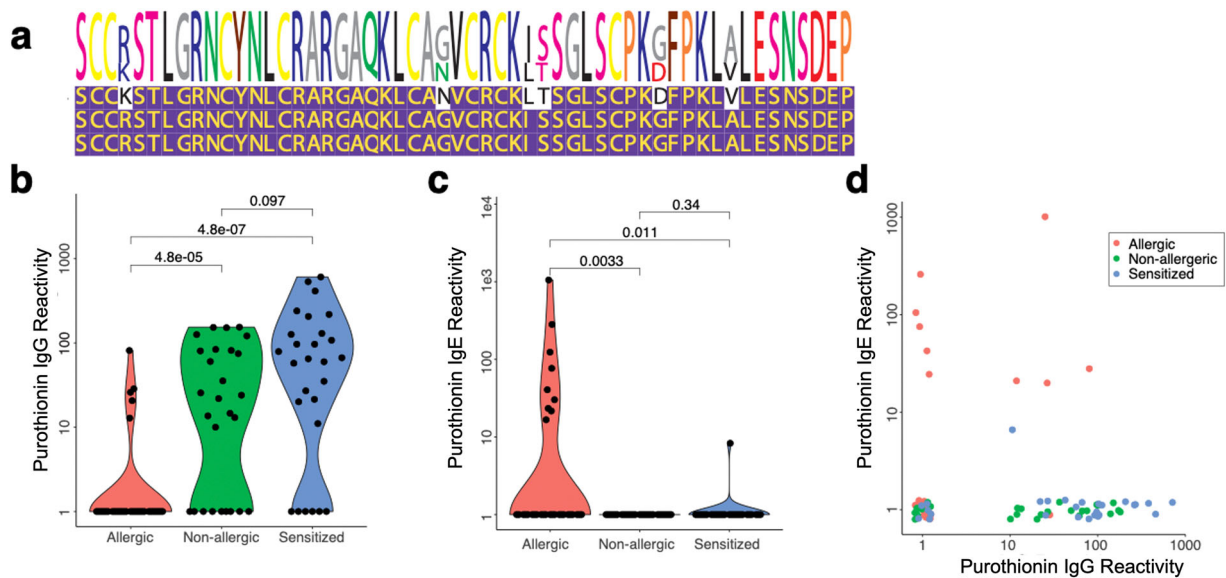 a
SCCRSTLGRNCYNLCRARGAQKLCAGVCRCKISSGLSCPKGFPKLALESNSDEP
K N LT D V
SCCKSTLGRNCYNLCRARGAQKLCANVCRCKLTSGLSCPKDFPKLVLESNSDEP
SCCRSTLGRNCYNLCRARGAQKLCAGVCRCKISSGLSCPKGFPKLALESNSDEP
SCCRSTLGRNCYNLCRARGAQKLCAGVCRCKISSGLSCPKGFPKLALESNSDEP
b
Purothionin IgG Reactivity
1000
100
10
1
0.097
4.8e-07
4.8e-05
Allergic Non-allergic Sensitized
c
Purothionin IgE Reactivity
1e4
1e3
100
10
1
0.34
0.011
0.0033
Allergic Non-allergic Sensitized
d
Purothionin IgE Reactivity
1000
100
10
1
Allergic
Non-allergeric
Sensitized
1 10 100 1000
Purothionin IgG Reactivity